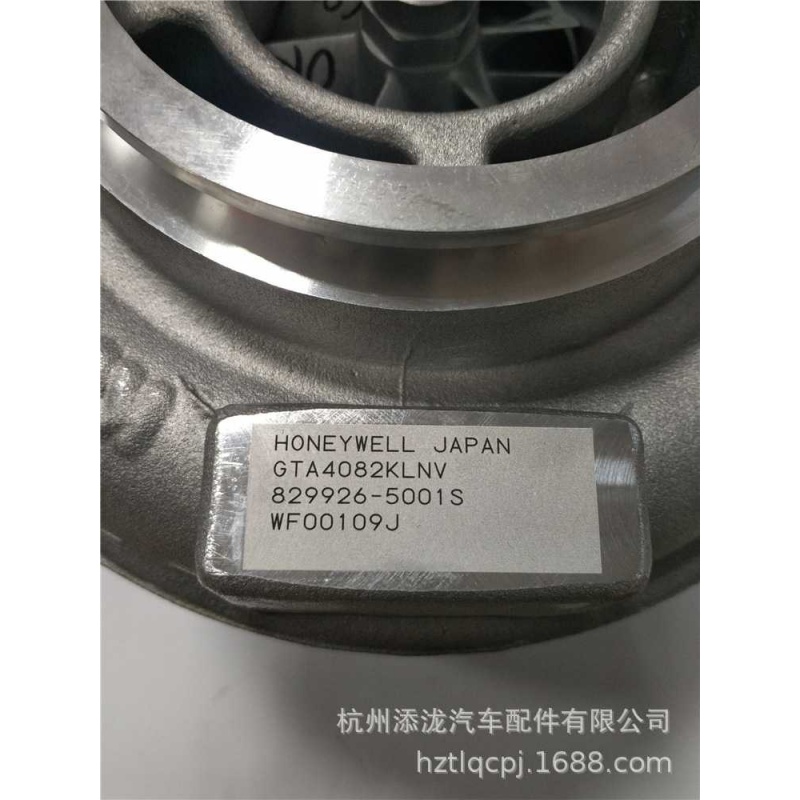 OK
HONEYWELL JAPAN
GTA4082KLNV
829926-5001S
WF00109J
杭州添泷汽车配件有限公司
hztlqcpj.1688.com